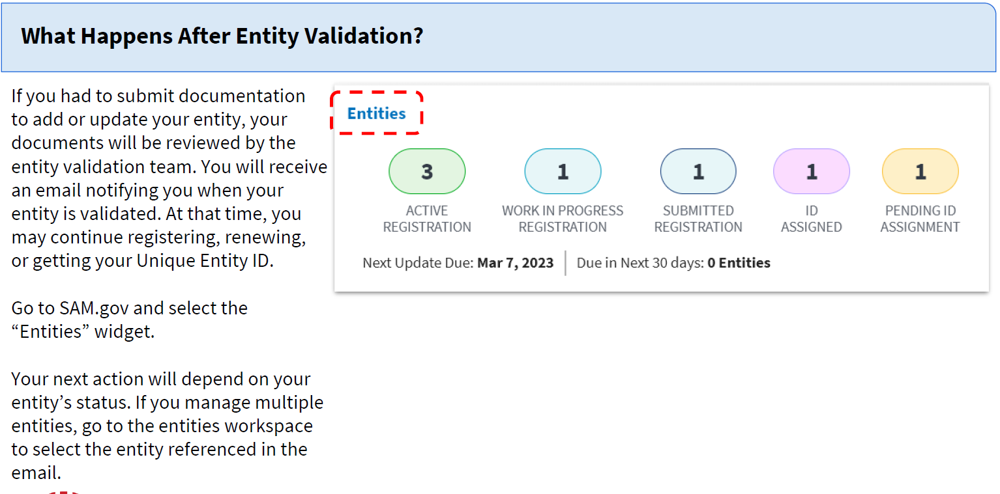 What Happens After Entity Validation?
If you had to submit documentation
to add or update your entity, your
documents will be reviewed by the
entity validation team. You will receive
an email notifying you when your
entity is validated. At that time, you
may continue registering, renewing,
or getting your Unique Entity ID.
Go to SAM.gov and select the
“Entities” widget.
Your next action will depend on your
entity’s status. If you manage multiple
entities, go to the entities workspace
to select the entity referenced in the
email.
Entities
3
ACTIVE
REGISTRATION
1
WORK IN PROGRESS
REGISTRATION
1
SUBMITTED
REGISTRATION
1
ID
ASSIGNED
1
PENDING ID
ASSIGNMENT
Next Update Due: Mar 7, 2023
Due in Next 30 days: 0 Entities